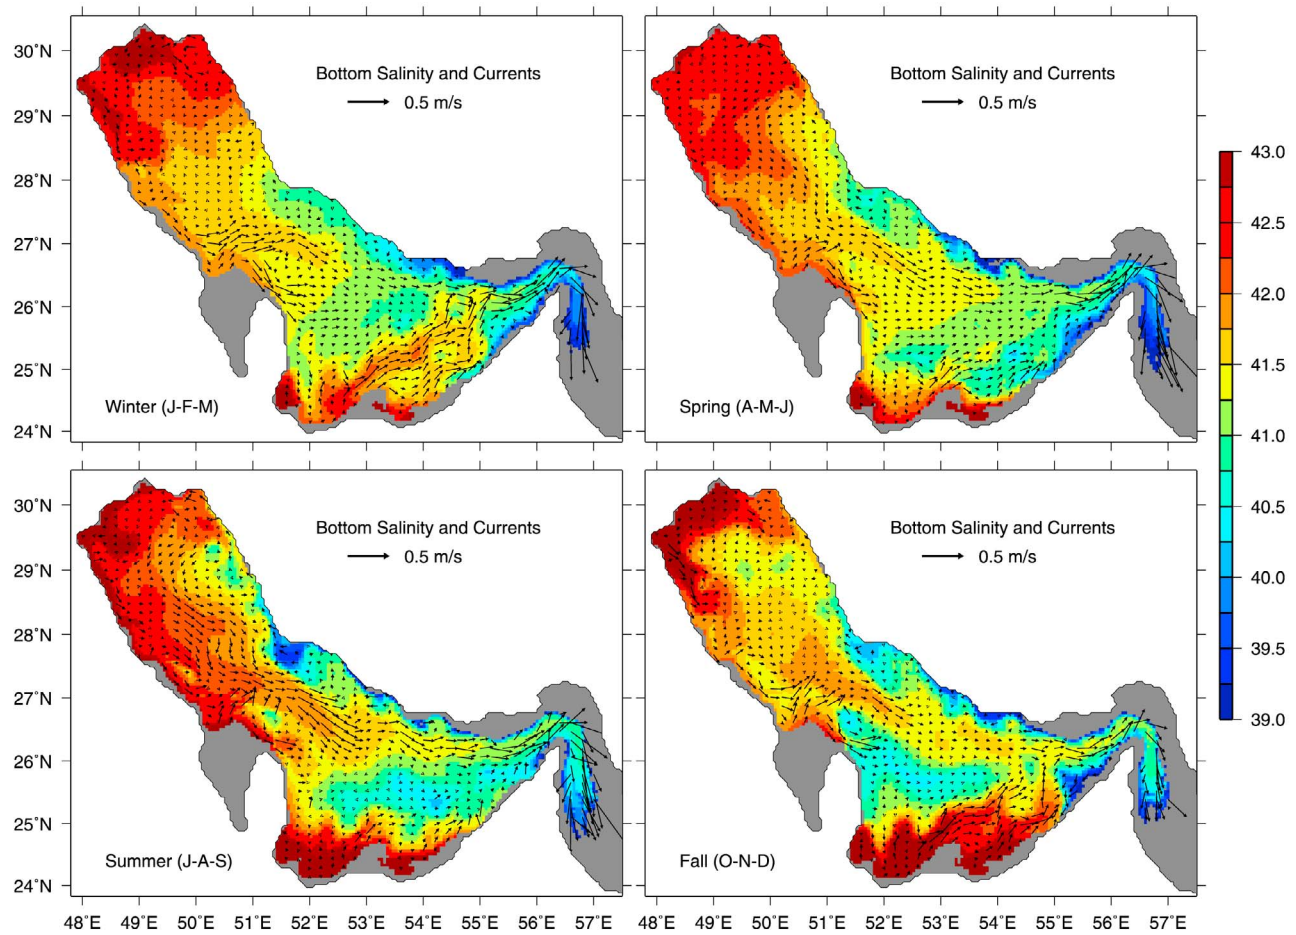 30°N
29°N
28°N
27°N
26°N
25°N
24°N
Bottom Salinity and Currents
0.5 m/s
Winter (J-F-M)
Bottom Salinity and Currents
0.5 m/s
Spring (A-M-J)
30°N
29°N
28°N
27°N
26°N
25°N
24°N
Bottom Salinity and Currents
0.5 m/s
Summer (J-A-S)
Bottom Salinity and Currents
0.5 m/s
Fall (O-N-D)
48°E 49°E 50°E 51°E 52°E 53°E 54°E 55°E 56°E 57°E
48°E 49°E 50°E 51°E 52°E 53°E 54°E 55°E 56°E 57°E
43.0
42.5
42.0
41.5
41.0
40.5
40.0
39.5
39.0